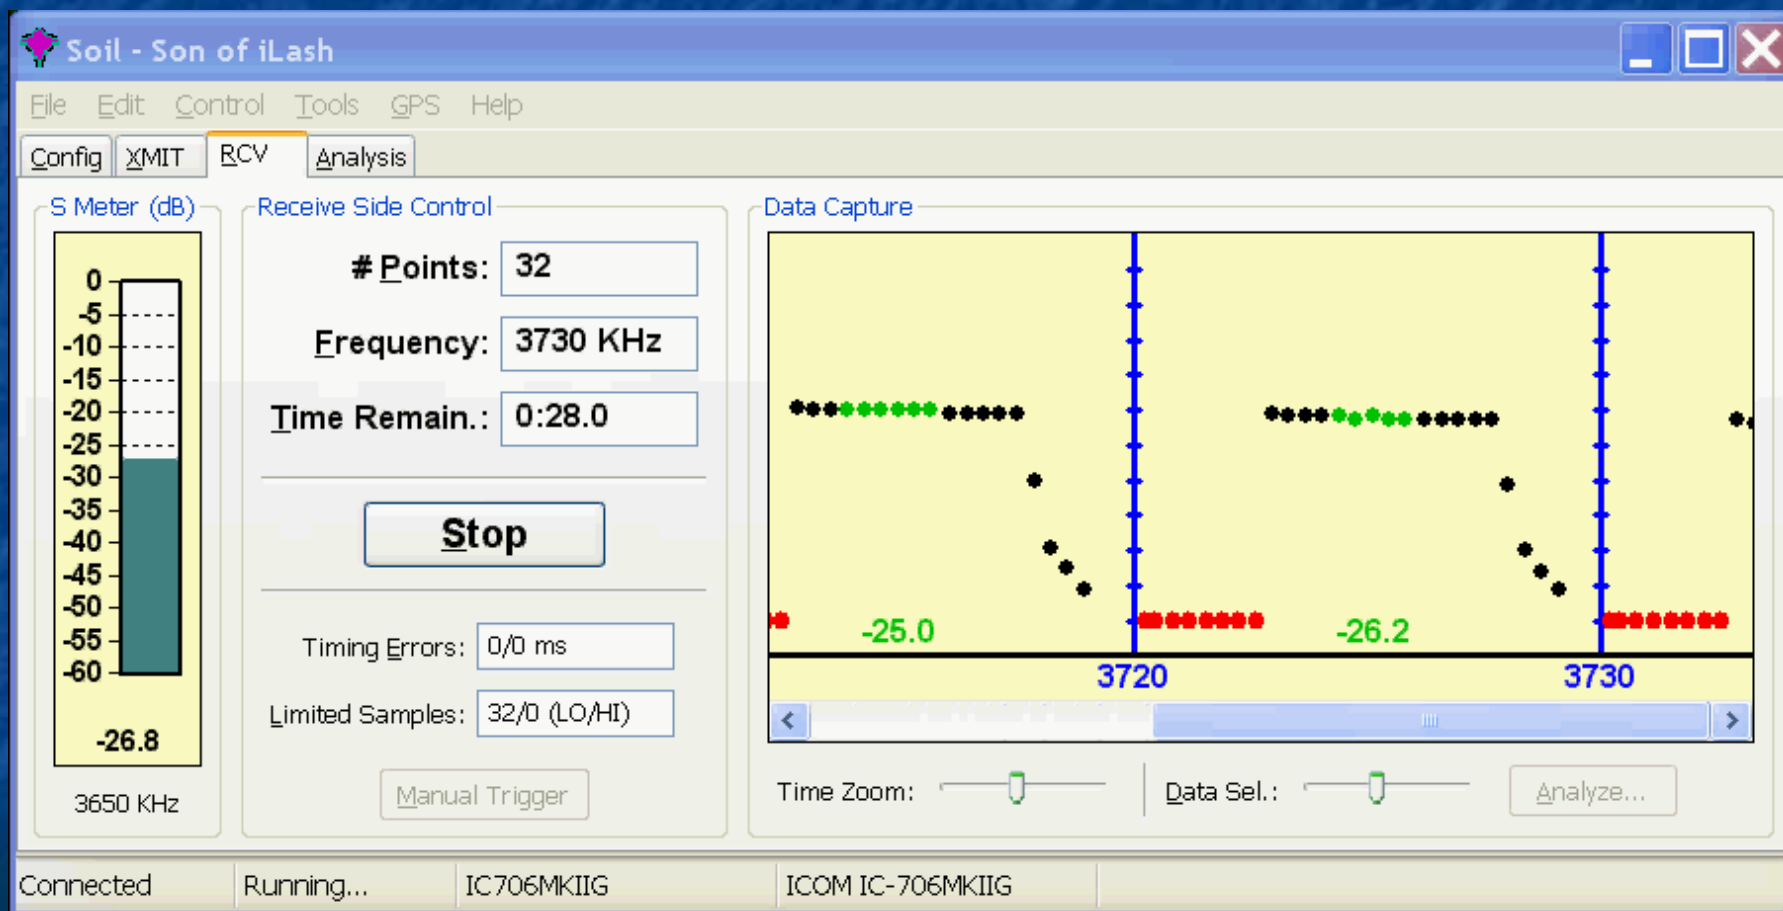 Soil - Son of iLash
File Edit Control Tools GPS Help
Config XMIT RCV Analysis
S Meter (dB)
0
-5
-10
-15
-20
-25
-30
-35
-40
-45
-50
-55
-60
-26.8
3650 KHz
Receive Side Control
# Points: 32
Frequency: 3730 KHz
Time Remain.: 0:28.0
Stop
Timing Errors: 0/0 ms
Limited Samples: 32/0 (LO/HI)
Manual Trigger
Data Capture
-25.0 -26.2
3720 3730
Time Zoom: Data Sel.: Analyze...
Connected Running... IC706MKIIG ICOM IC-706MKIIG